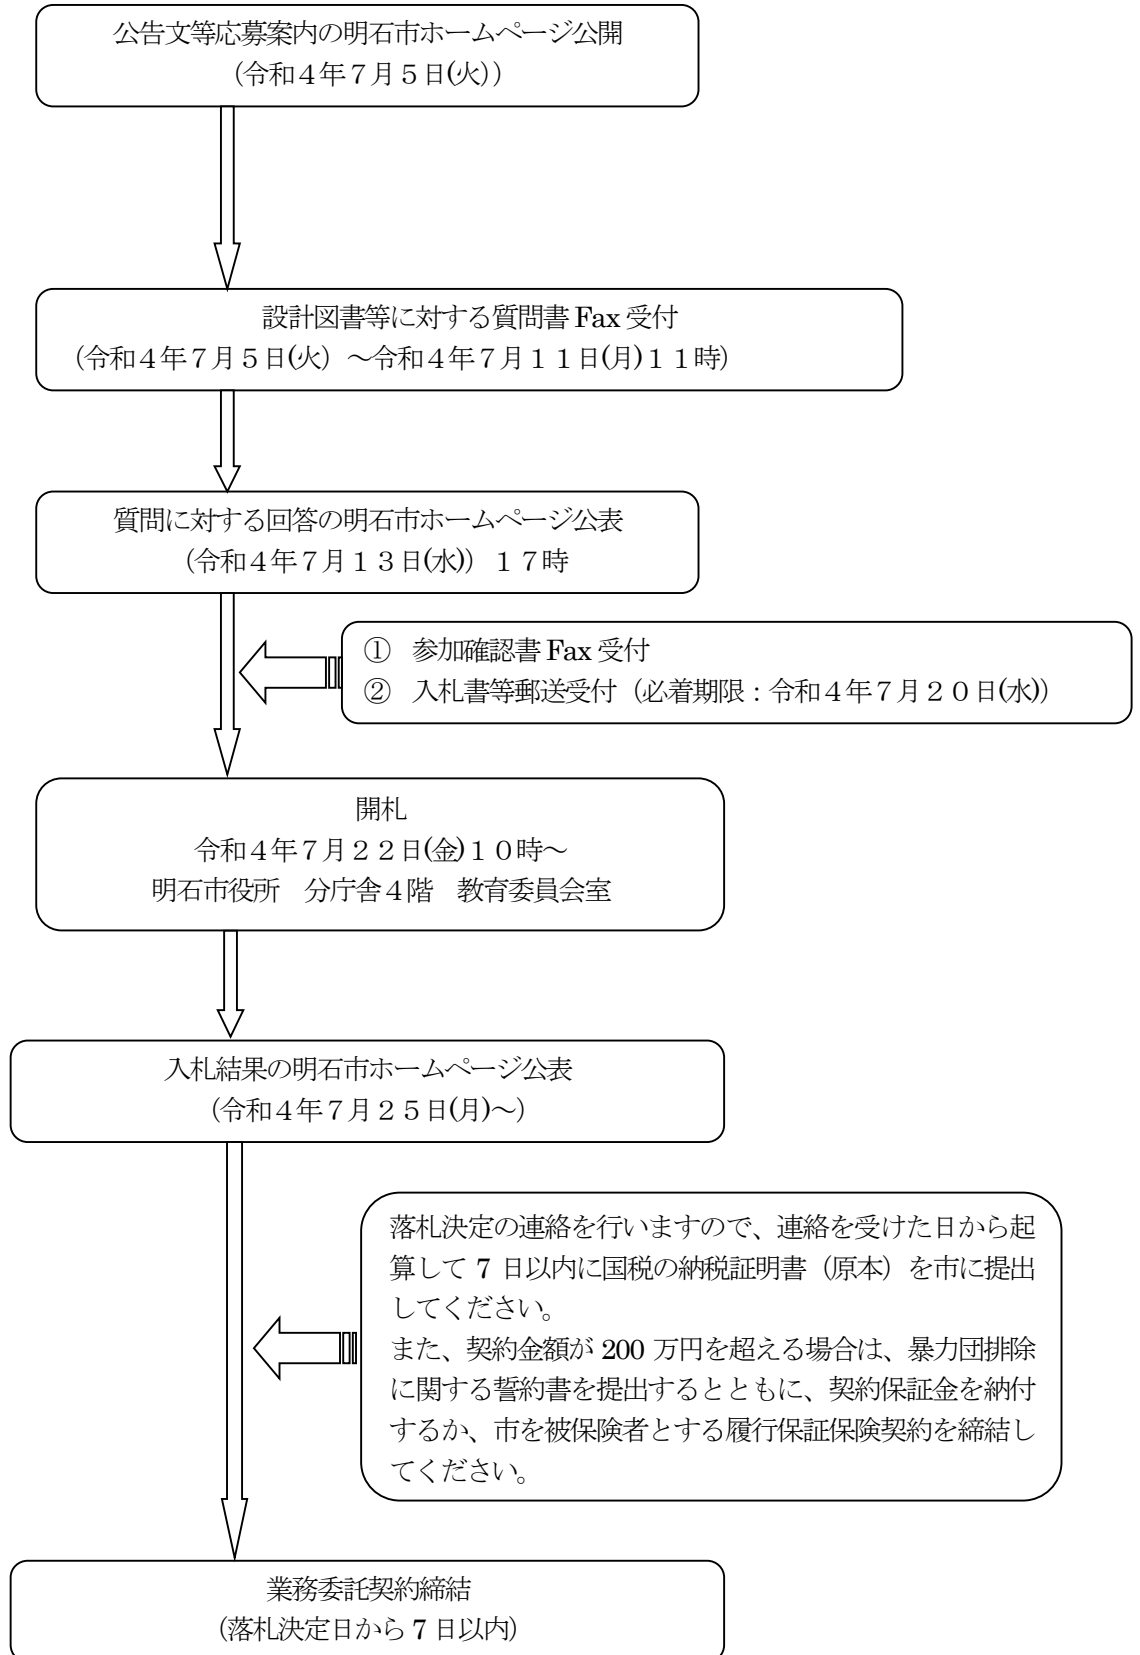 公告文等応募案内の明石市ホームページ公開
（令和４年７月５日(火)）
設計図書等に対する質問書 Fax 受付
（令和４年７月５日(火) ～令和４年７月１１日(月)１１時）
質問に対する回答の明石市ホームページ公表
（令和４年７月１３日(水)）１７時
① 参加確認書 Fax 受付
② 入札書等郵送受付（必着期限：令和４年７月２０日(水)）
開札
令和４年７月２２日(金)１０時～
明石市役所　分庁舎４階　教育委員会室
入札結果の明石市ホームページ公表
（令和４年７月２５日(月)～）
落札決定の連絡を行いますので、連絡を受けた日から起
算して 7 日以内に国税の納税証明書（原本）を市に提出
してください。
また、契約金額が 200 万円を超える場合は、暴力団排除
に関する誓約書を提出するとともに、契約保証金を納付
するか、市を被保険者とする履行保証保険契約を締結し
てください。
業務委託契約締結
（落札決定日から 7 日以内）